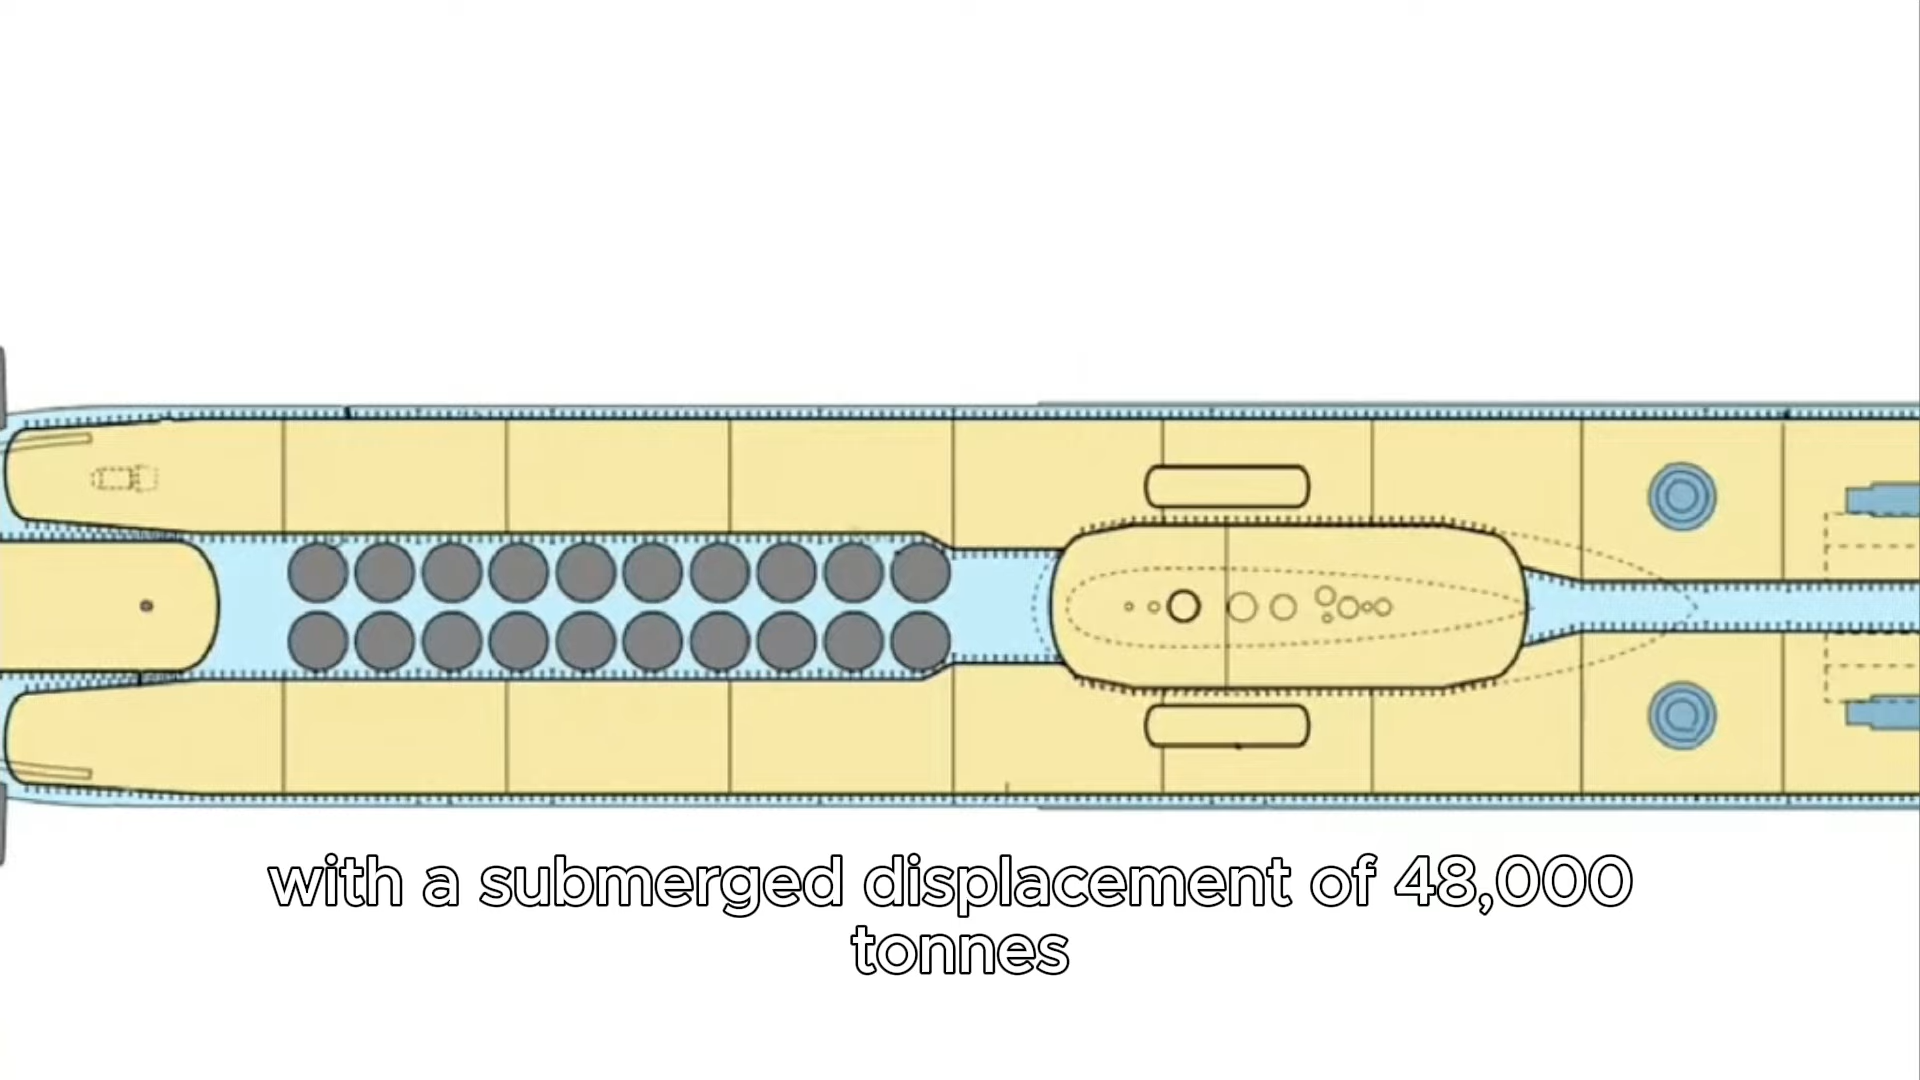 with a submerged displacement of 48,000
tonnes